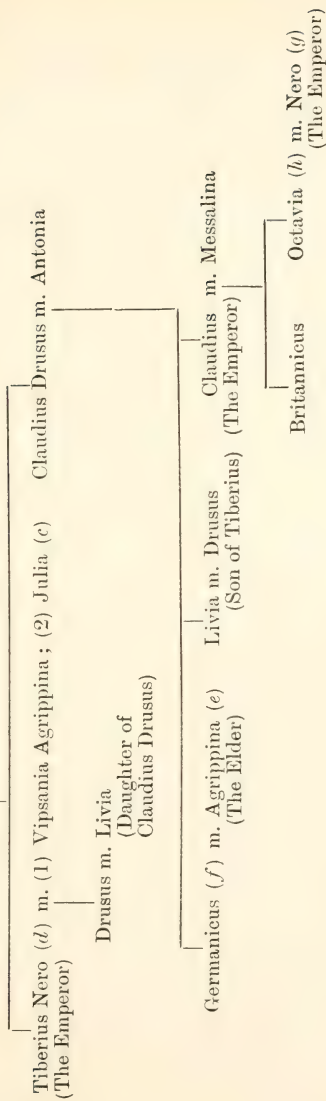 Tiberius Nero (d) m. (1) Vipsania Agrippina; (2) Julia (c)
(The Emperor)
Claudius Drusus m. Antonia
Drusus m. Livia
(Daughter of
Claudius Drusus)
Germanicus (f) m. Agrippina (e)
(The Elder)
Livia m. Drusus
(Son of Tiberius)
Claudius m. Messalina
(The Emperor)
Britannicus
Octavia (h) m. Nero (g)
(The Emperor)